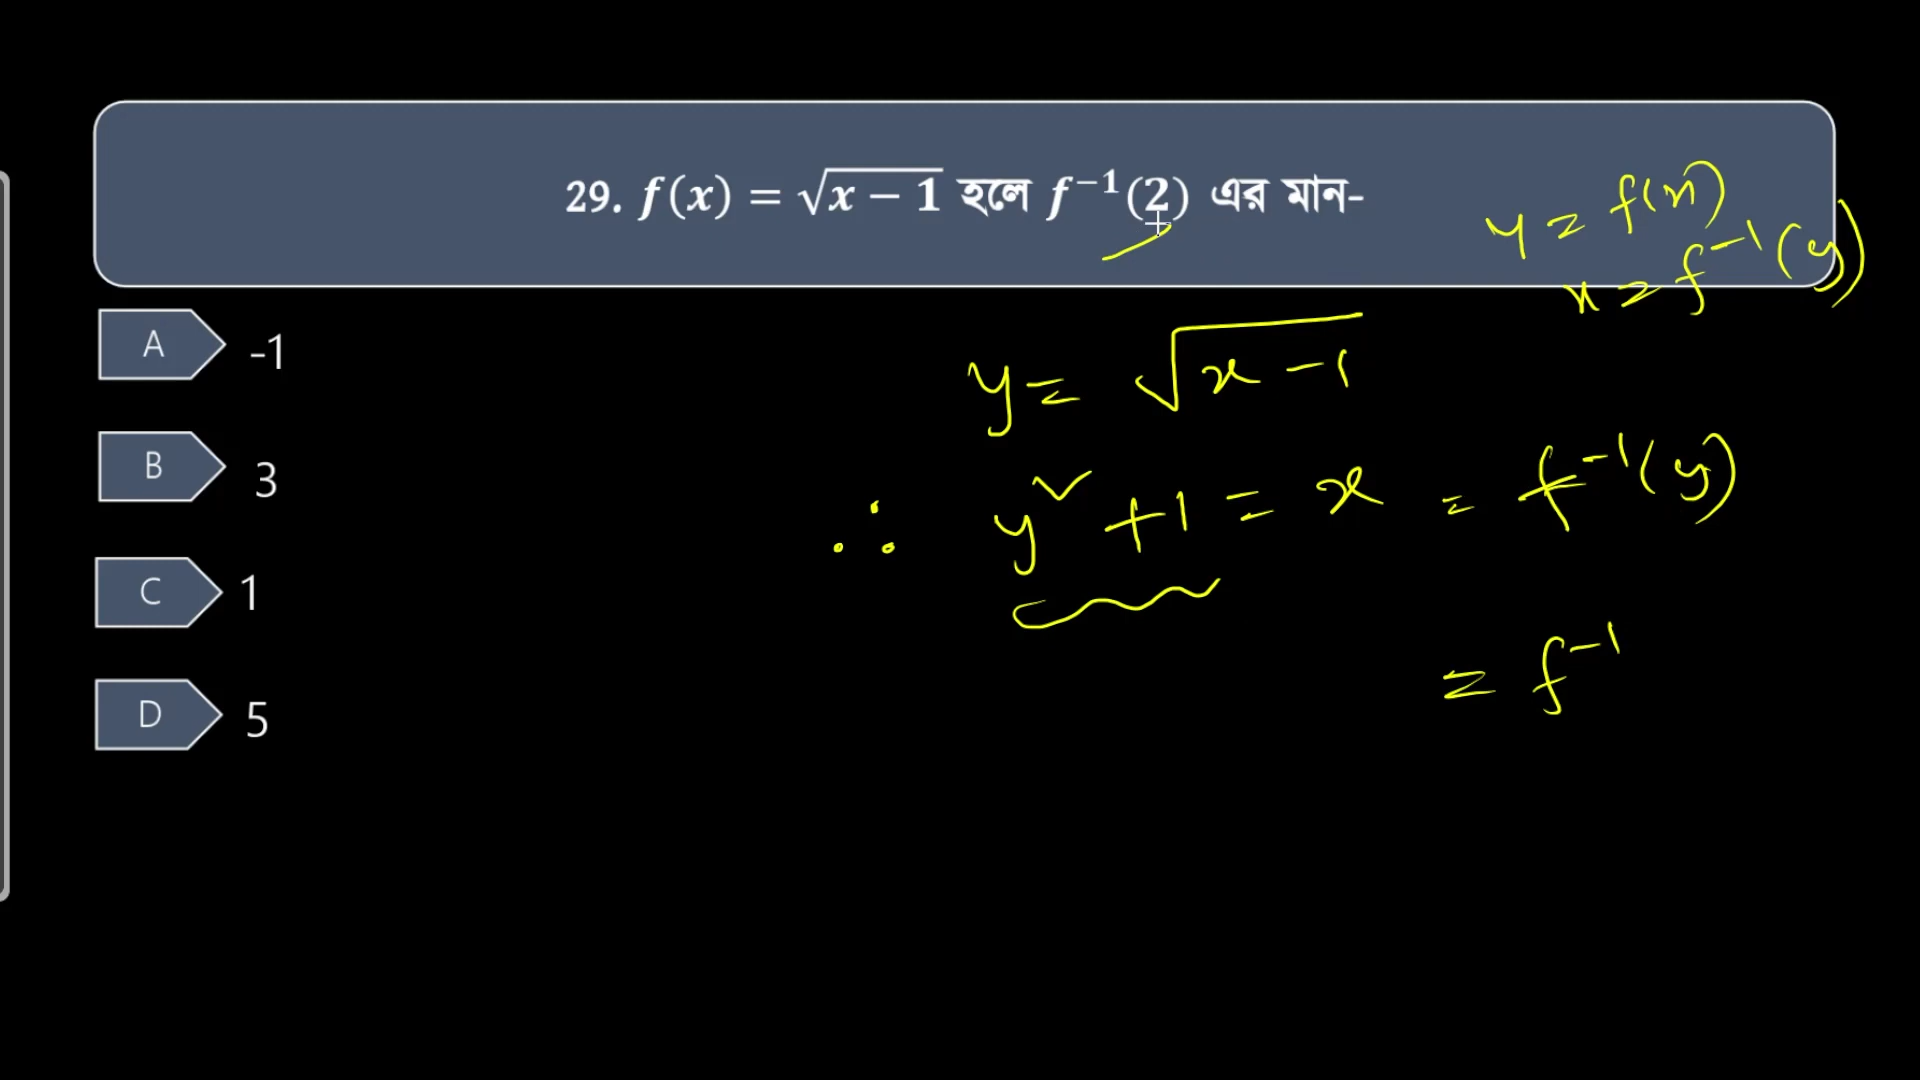 29. f(x) = √(x − 1) হলে f⁻¹(2) এর মান-
y = f(x)
x = f⁻¹(y)
A -1
y = √(x − 1)
B 3
∴ y² + 1 = x = f⁻¹(y)
C 1
= f⁻¹
D 5